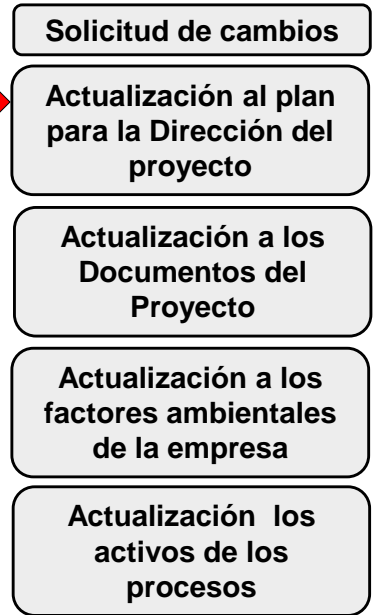 Solicitud de cambios
Actualización al plan
para la Dirección del
proyecto
Actualización a los
Documentos del
Proyecto
Actualización a los
factores ambientales
de la empresa
Actualización los
activos de los
procesos